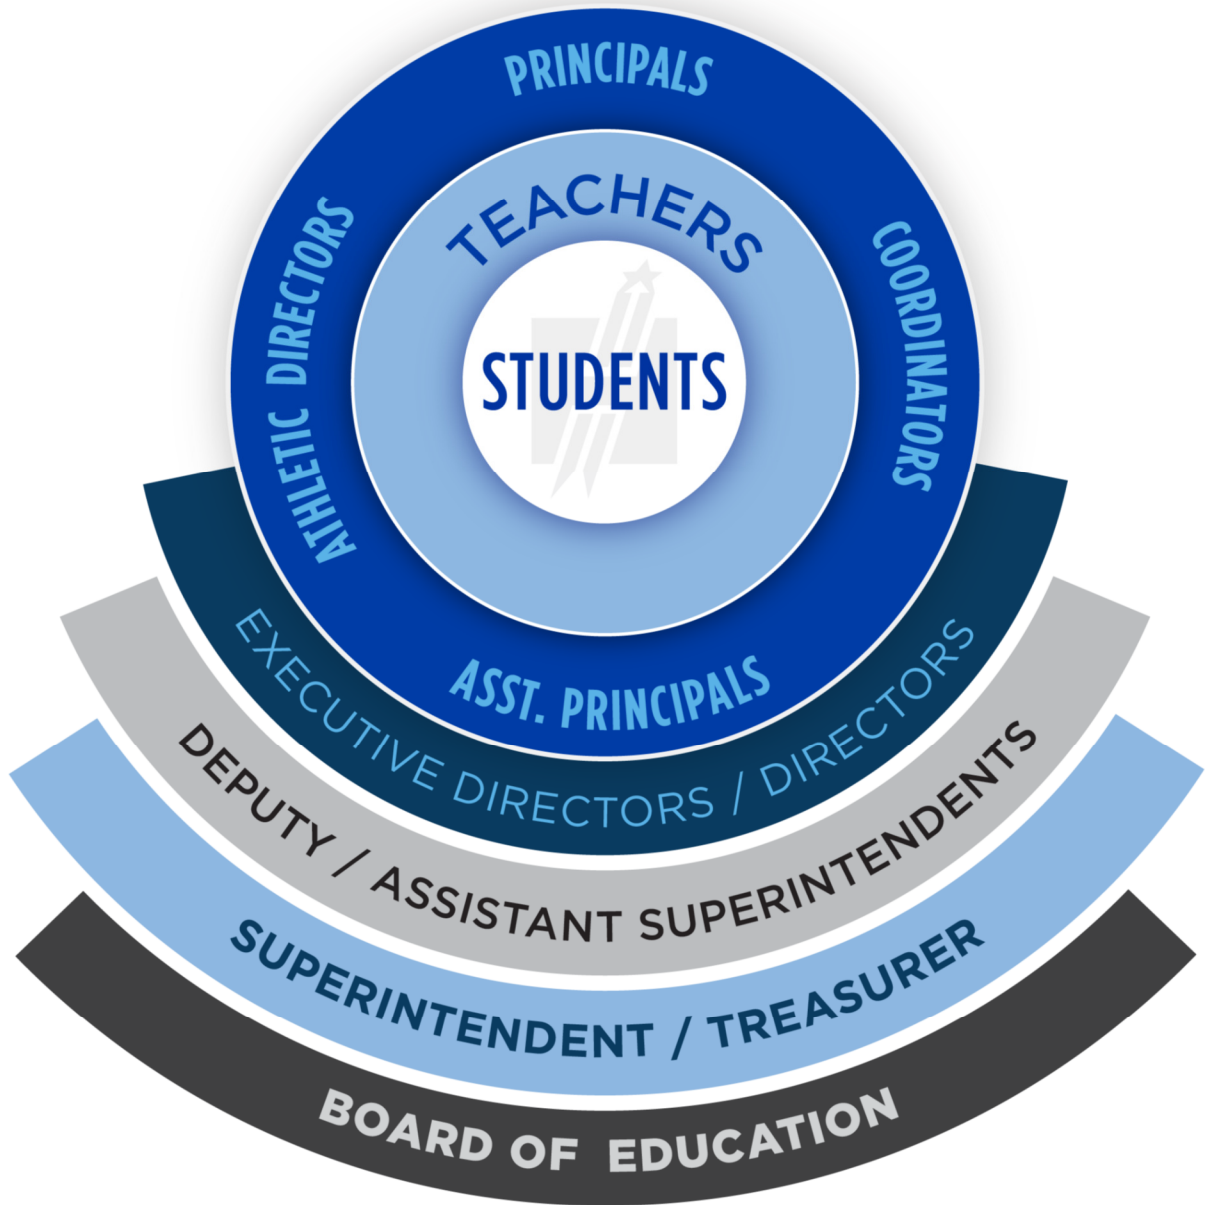 PRINCIPALS
TEACHERS
ATHLETIC DIRECTORS
COORDINATORS
STUDENTS
ASST. PRINCIPALS
EXECUTIVE DIRECTORS / DIRECTORS
DEPUTY / ASSISTANT SUPERINTENDENTS
SUPERINTENDENT / TREASURER
BOARD OF EDUCATION